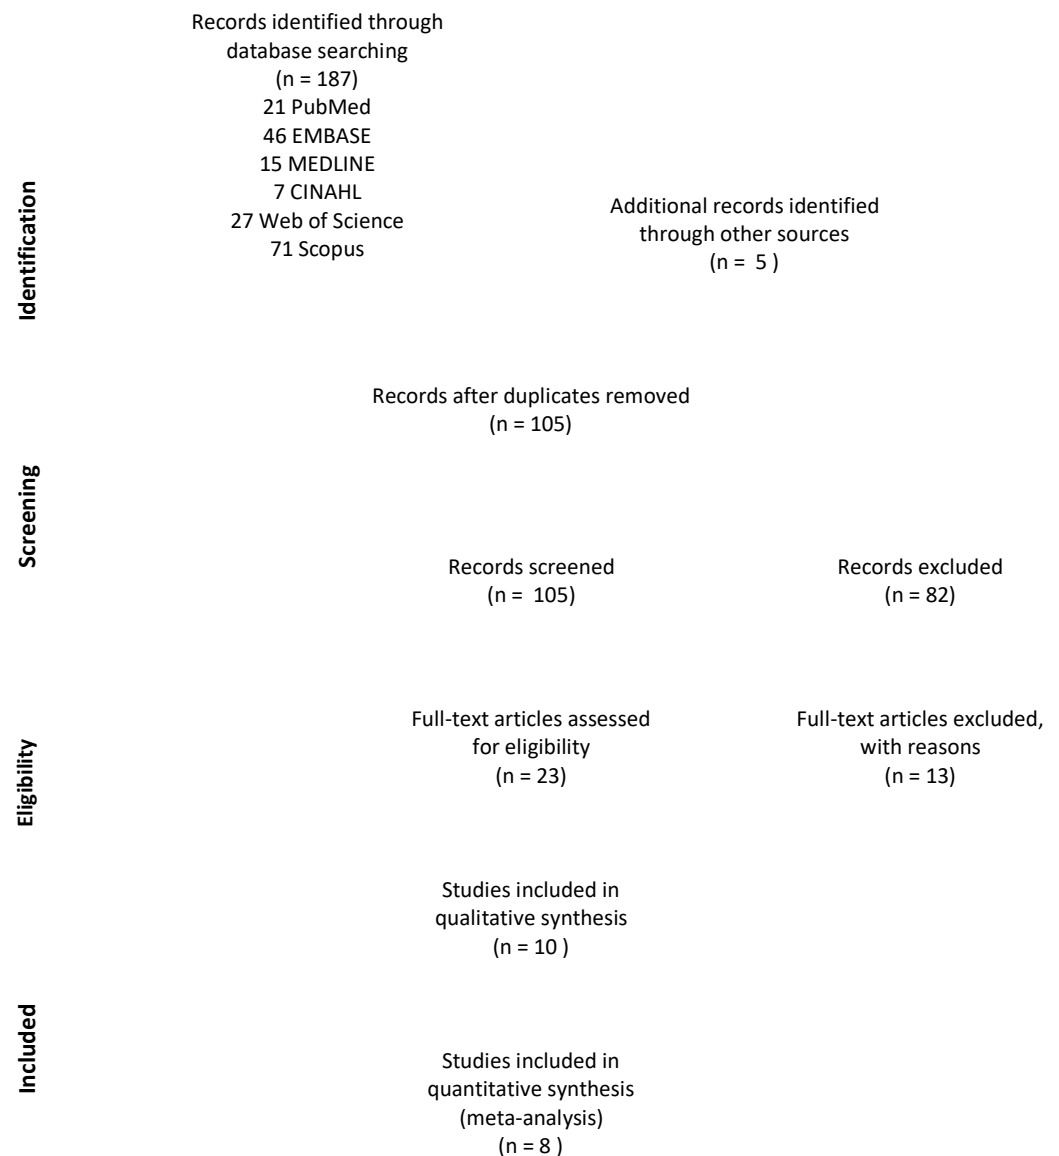 Records identified through
database searching
(n = 187)
21 PubMed
46 EMBASE
15 MEDLINE
7 CINAHL
27 Web of Science
71 Scopus
Additional records identified
through other sources
(n = 5 )
Identification
Records after duplicates removed
(n = 105)
Screening
Records screened
(n = 105)
Records excluded
(n = 82)
Full-text articles assessed
for eligibility
(n = 23)
Full-text articles excluded,
with reasons
(n = 13)
Eligibility
Studies included in
qualitative synthesis
(n = 10 )
Included
Studies included in
quantitative synthesis
(meta-analysis)
(n = 8 )